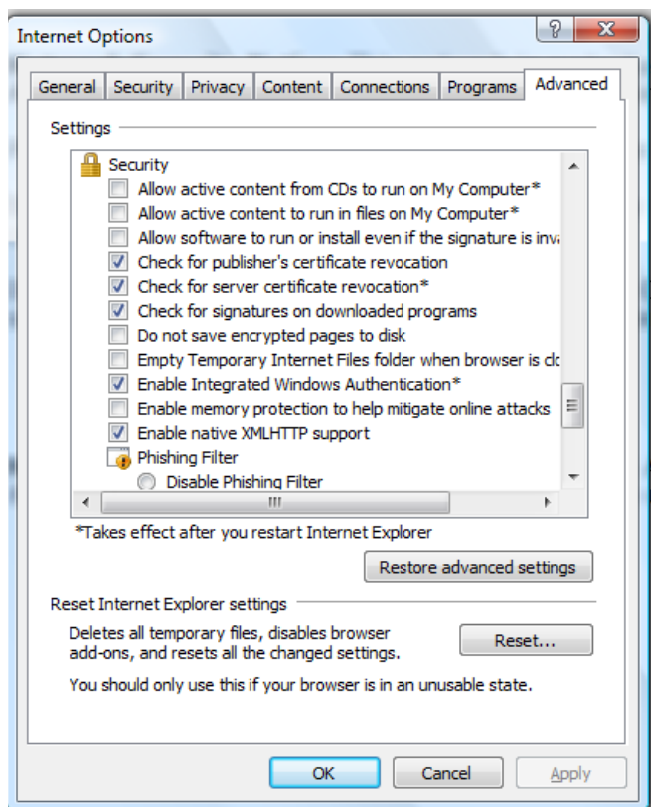 Internet Options
General Security Privacy Content Connections Programs Advanced
Settings
Security
Allow active content from CDs to run on My Computer*
Allow active content to run in files on My Computer*
Allow software to run or install even if the signature is inva
Check for publisher's certificate revocation
Check for server certificate revocation*
Check for signatures on downloaded programs
Do not save encrypted pages to disk
Empty Temporary Internet Files folder when browser is clo
Enable Integrated Windows Authentication*
Enable memory protection to help mitigate online attacks
Enable native XMLHTTP support
Phishing Filter
Disable Phishing Filter
*Takes effect after you restart Internet Explorer
Restore advanced settings
Reset Internet Explorer settings
Deletes all temporary files, disables browser
add-ons, and resets all the changed settings.
Reset...
You should only use this if your browser is in an unusable state.
OK Cancel Apply